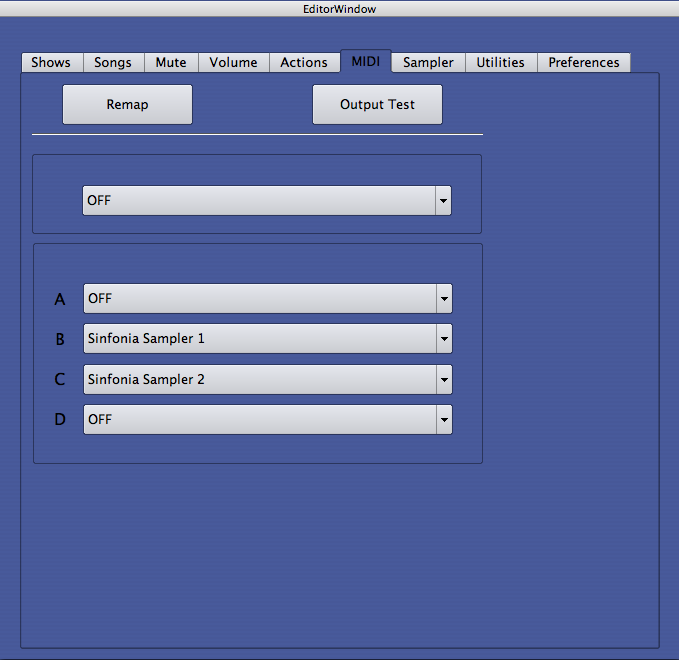 EditorWindow
Shows Songs Mute Volume Actions MIDI Sampler Utilities Preferences
Remap Output Test
OFF
A OFF
B Sinfonia Sampler 1
C Sinfonia Sampler 2
D OFF